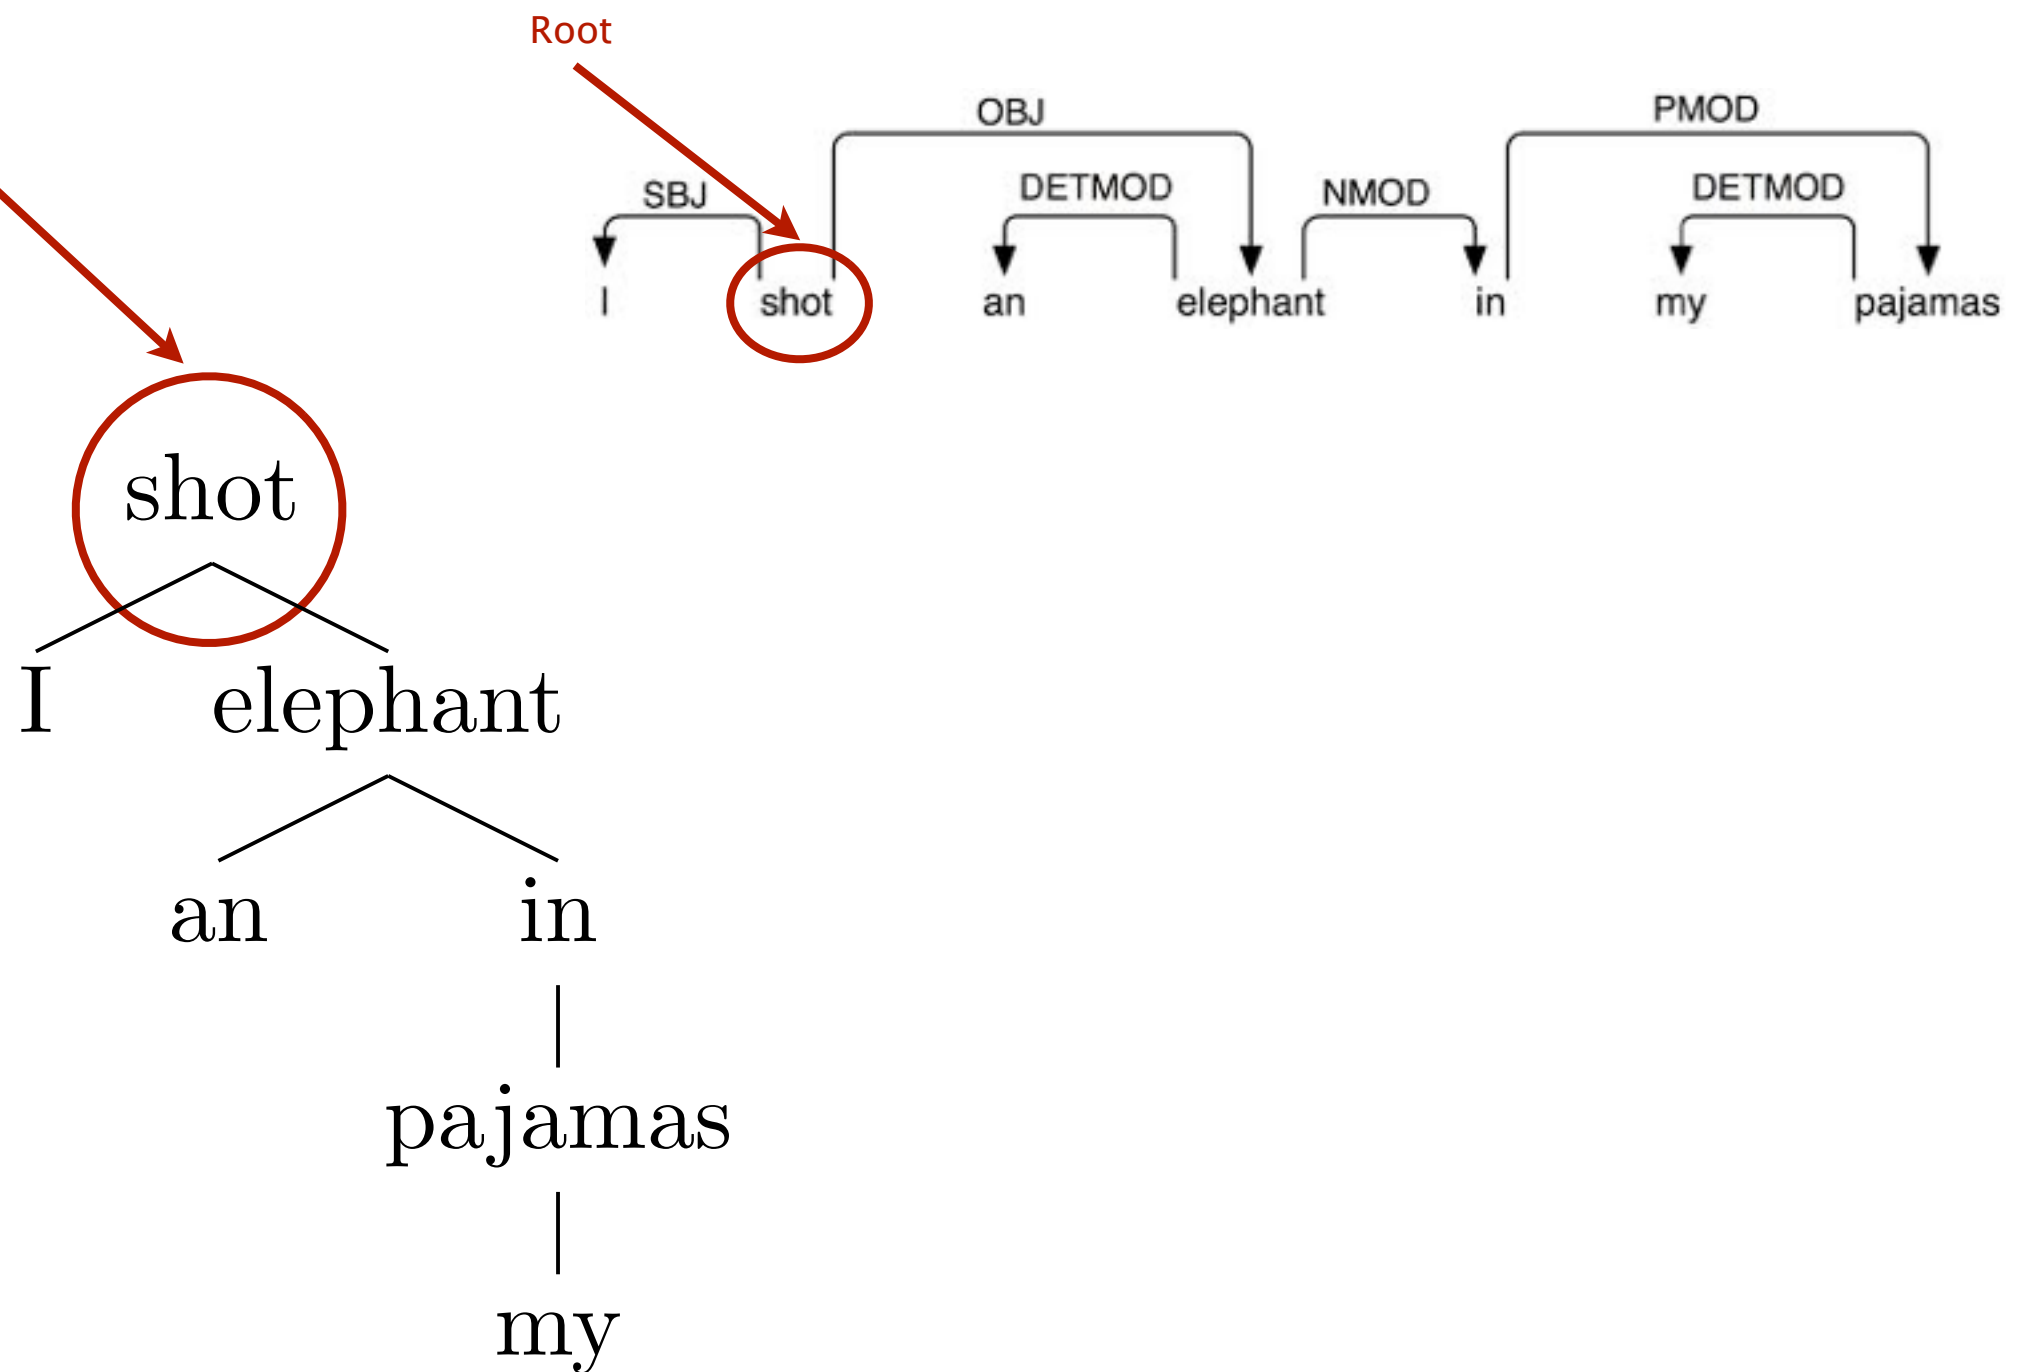 Root
OBJ PMOD
SBJ DETMOD NMOD DETMOD
I shot an elephant in my pajamas
shot
I elephant
an in
pajamas
my